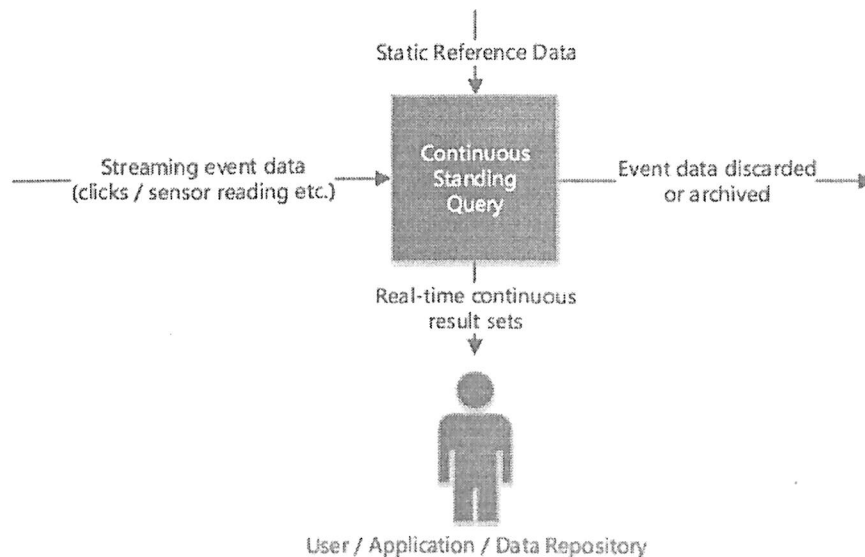 Static Reference Data
Streaming event data
(clicks / sensor reading etc.)
Continuous
Standing
Query
Event data discarded
or archived
Real-time continuous
result sets
User / Application / Data Repository